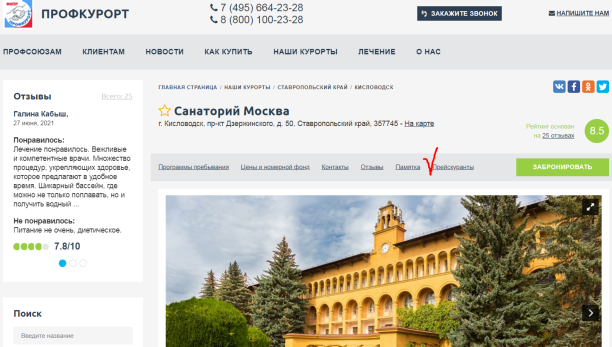 ПРОФКУРОРТ
7 (495) 664-23-28
8 (800) 100-23-28
ЗАКАЖИТЕ ЗВОНОК
НАПИШИТЕ НАМ
ПРОФСОЮЗАМ КЛИЕНТАМ НОВОСТИ КАК КУПИТЬ НАШИ КУРОРТЫ ЛЕЧЕНИЕ О НАС
Отзывы Всего: 25
Галина Кабыш,
27 июня, 2021
Понравилось:
Лечение понравилось. Вежливые
и компетентные врачи. Множество
процедур, укрепляющих здоровье,
которое предлагают в удобное
время. Шикарный бассейн, где
можно не только поплавать, но и
получить водный ...
Не понравилось:
Питание не очень, диетическое.
7.8/10
Поиск
Введите название
ГЛАВНАЯ СТРАНИЦА / НАШИ КУРОРТЫ / СТАВРОПОЛЬСКИЙ КРАЙ / КИСЛОВОДСК
Санаторий Москва
г. Кисловодск, пр-кт Дзержинского, д. 50, Ставропольский край, 357745 - На карте
Рейтинг основан
на 25 отзывах
8.5
Программы пребывания Цены и номерной фонд Контакты Отзывы Памятка Прейскуранты
ЗАБРОНИРОВАТЬ